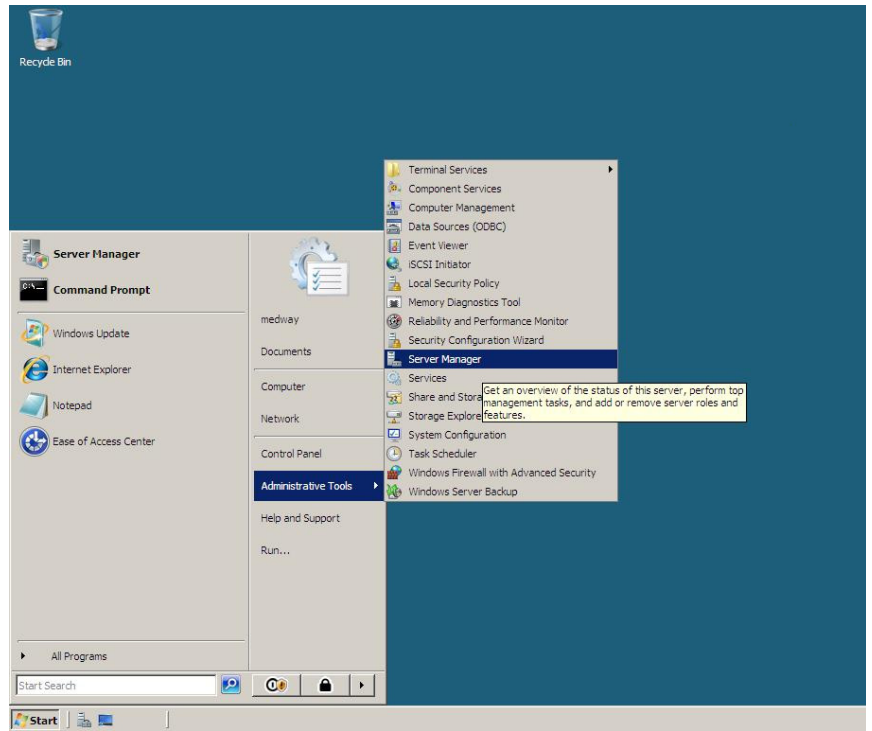 Recycle Bin
Terminal Services
Component Services
Computer Management
Data Sources (ODBC)
Event Viewer
iSCSI Initiator
Local Security Policy
Memory Diagnostics Tool
Reliability and Performance Monitor
Security Configuration Wizard
Server Manager
Services
Share and Stora
Storage Explore
System Configuration
Task Scheduler
Windows Firewall with Advanced Security
Windows Server Backup
Get an overview of the status of this server, perform top
management tasks, and add or remove server roles and
features.
Server Manager
Command Prompt
Windows Update
Internet Explorer
Notepad
Ease of Access Center
medway
Documents
Computer
Network
Control Panel
Administrative Tools
Help and Support
Run...
All Programs
Start Search
Start